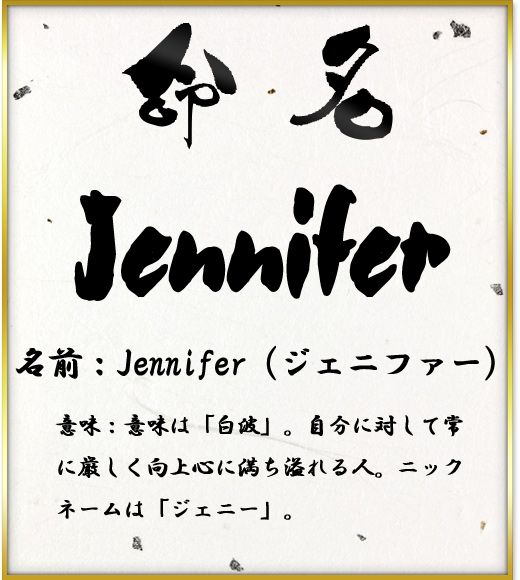 命名
Jennifer
名前：Jennifer（ジェニファー）
意味：意味は「白波」。自分に対して常
に厳しく向上心に満ち溢れる人。ニック
ネームは「ジェニー」。